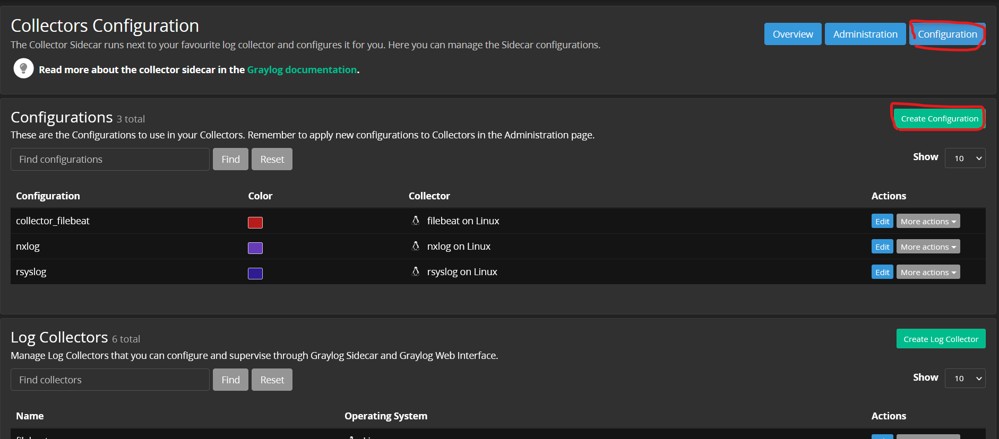 Collectors Configuration
Overview Administration Configuration
The Collector Sidecar runs next to your favourite log collector and configures it for you. Here you can manage the Sidecar configurations.
Read more about the collector sidecar in the Graylog documentation.
Configurations 3 total
Create Configuration
These are the Configurations to use in your Collectors. Remember to apply new configurations to Collectors in the Administration page.
Find configurations Find Reset Show 10
Configuration Color Collector Actions
collector_filebeat filebeat on Linux Edit More actions
nxlog nxlog on Linux Edit More actions
rsyslog rsyslog on Linux Edit More actions
Log Collectors 6 total
Create Log Collector
Manage Log Collectors that you can configure and supervise through Graylog Sidecar and Graylog Web Interface.
Find collectors Find Reset Show 10
Name Operating System Actions